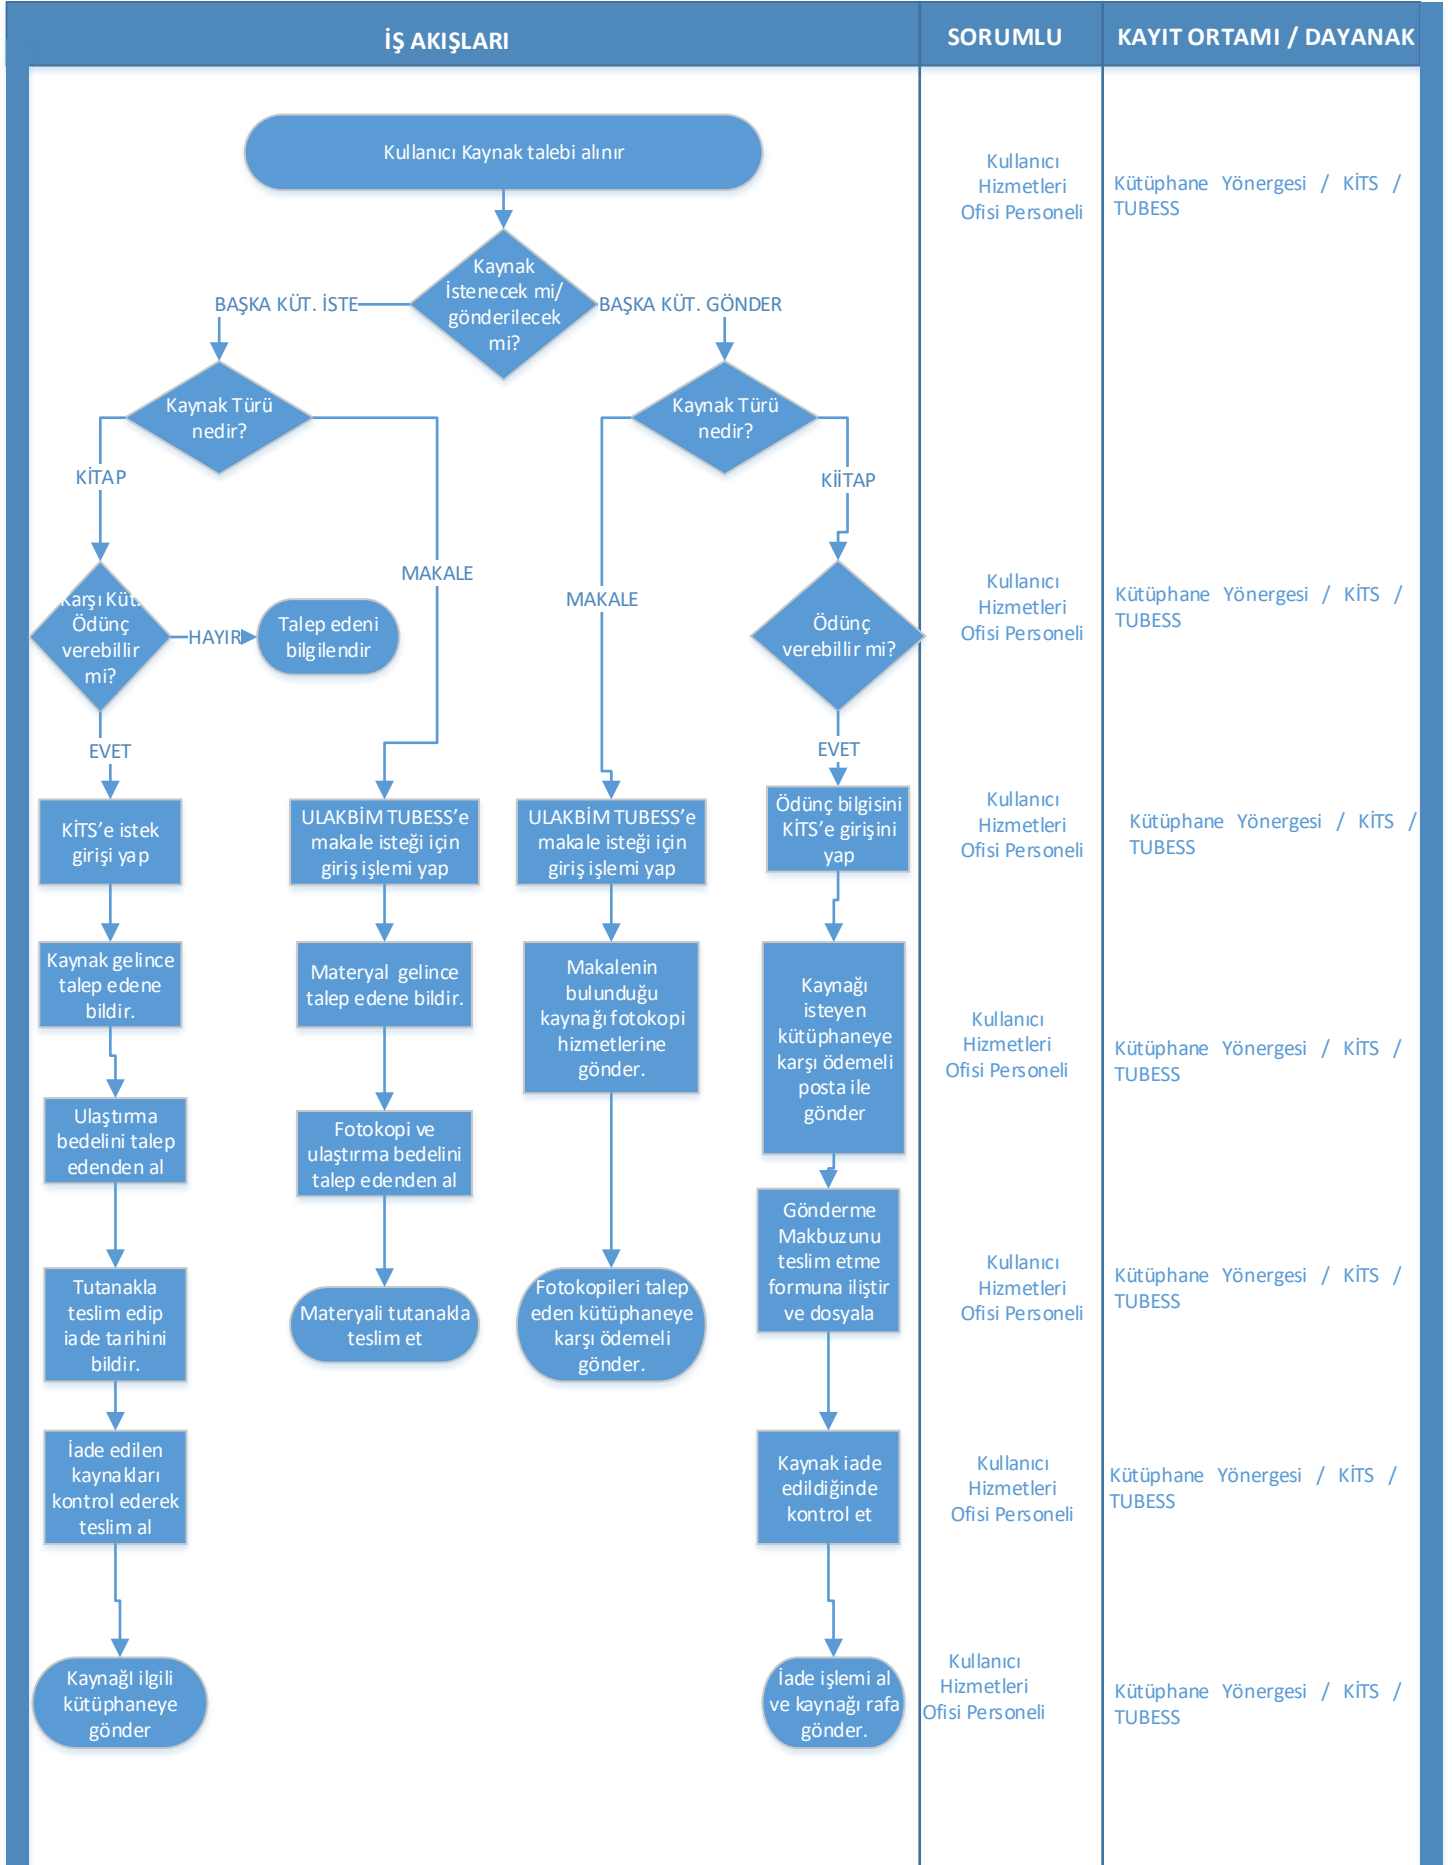 İŞ AKIŞLARI
SORUMLU
KAYIT ORTAMI / DAYANAK
Kullanıcı Kaynak talebi alınır
Kullanıcı
Hizmetleri
Ofisi Personeli
Kütüphane Yönergesi / KİTS /
TUBESS
Kaynak
İstenecek mi/
gönderilecek
mi?
BAŞKA KÜT. İSTE
BAŞKA KÜT. GÖNDER
Kaynak Türü
nedir?
Kaynak Türü
nedir?
KİTAP
KİİTAP
MAKALE
MAKALE
Karşı Küt.
Ödünç
verebillir
mi?
HAYIR
Talep edeni
bilgilendir
Ödünç
verebillir mi?
Kullanıcı
Hizmetleri
Ofisi Personeli
Kütüphane Yönergesi / KİTS /
TUBESS
EVET
EVET
KİTS’e istek
girişi yap
ULAKBİM TUBESS’e
makale isteği için
giriş işlemi yap
ULAKBİM TUBESS’e
makale isteği için
giriş işlemi yap
Ödünç bilgisini
KİTS’e girişini
yap
Kullanıcı
Hizmetleri
Ofisi Personeli
Kütüphane Yönergesi / KİTS /
TUBESS
Kaynak gelince
talep edene
bildir.
Materyal gelince
talep edene bildir.
Makalenin
bulunduğu
kaynağı fotokopi
hizmetlerine
gönder.
Kaynağı
isteyen
kütüphaneye
karşı ödemeli
posta ile
gönder
Kullanıcı
Hizmetleri
Ofisi Personeli
Kütüphane Yönergesi / KİTS /
TUBESS
Ulaştırma
bedelini talep
edenden al
Fotokopi ve
ulaştırma bedelini
talep edenden al
Gönderme
Makbuzunu
teslim etme
formuna iliştir
ve dosyala
Kullanıcı
Hizmetleri
Ofisi Personeli
Kütüphane Yönergesi / KİTS /
TUBESS
Tutanakla
teslim edip
iade tarihini
bildir.
Materyali tutanakla
teslim et
Fotokopileri talep
eden kütüphaneye
karşı ödemeli
gönder.
İade edilen
kaynakları
kontrol ederek
teslim al
Kaynak iade
edildiğinde
kontrol et
Kullanıcı
Hizmetleri
Ofisi Personeli
Kütüphane Yönergesi / KİTS /
TUBESS
KaynağI ilgili
kütüphaneye
gönder
İade işlemi al
ve kaynağı rafa
gönder.
Kullanıcı
Hizmetleri
Ofisi Personeli
Kütüphane Yönergesi / KİTS /
TUBESS